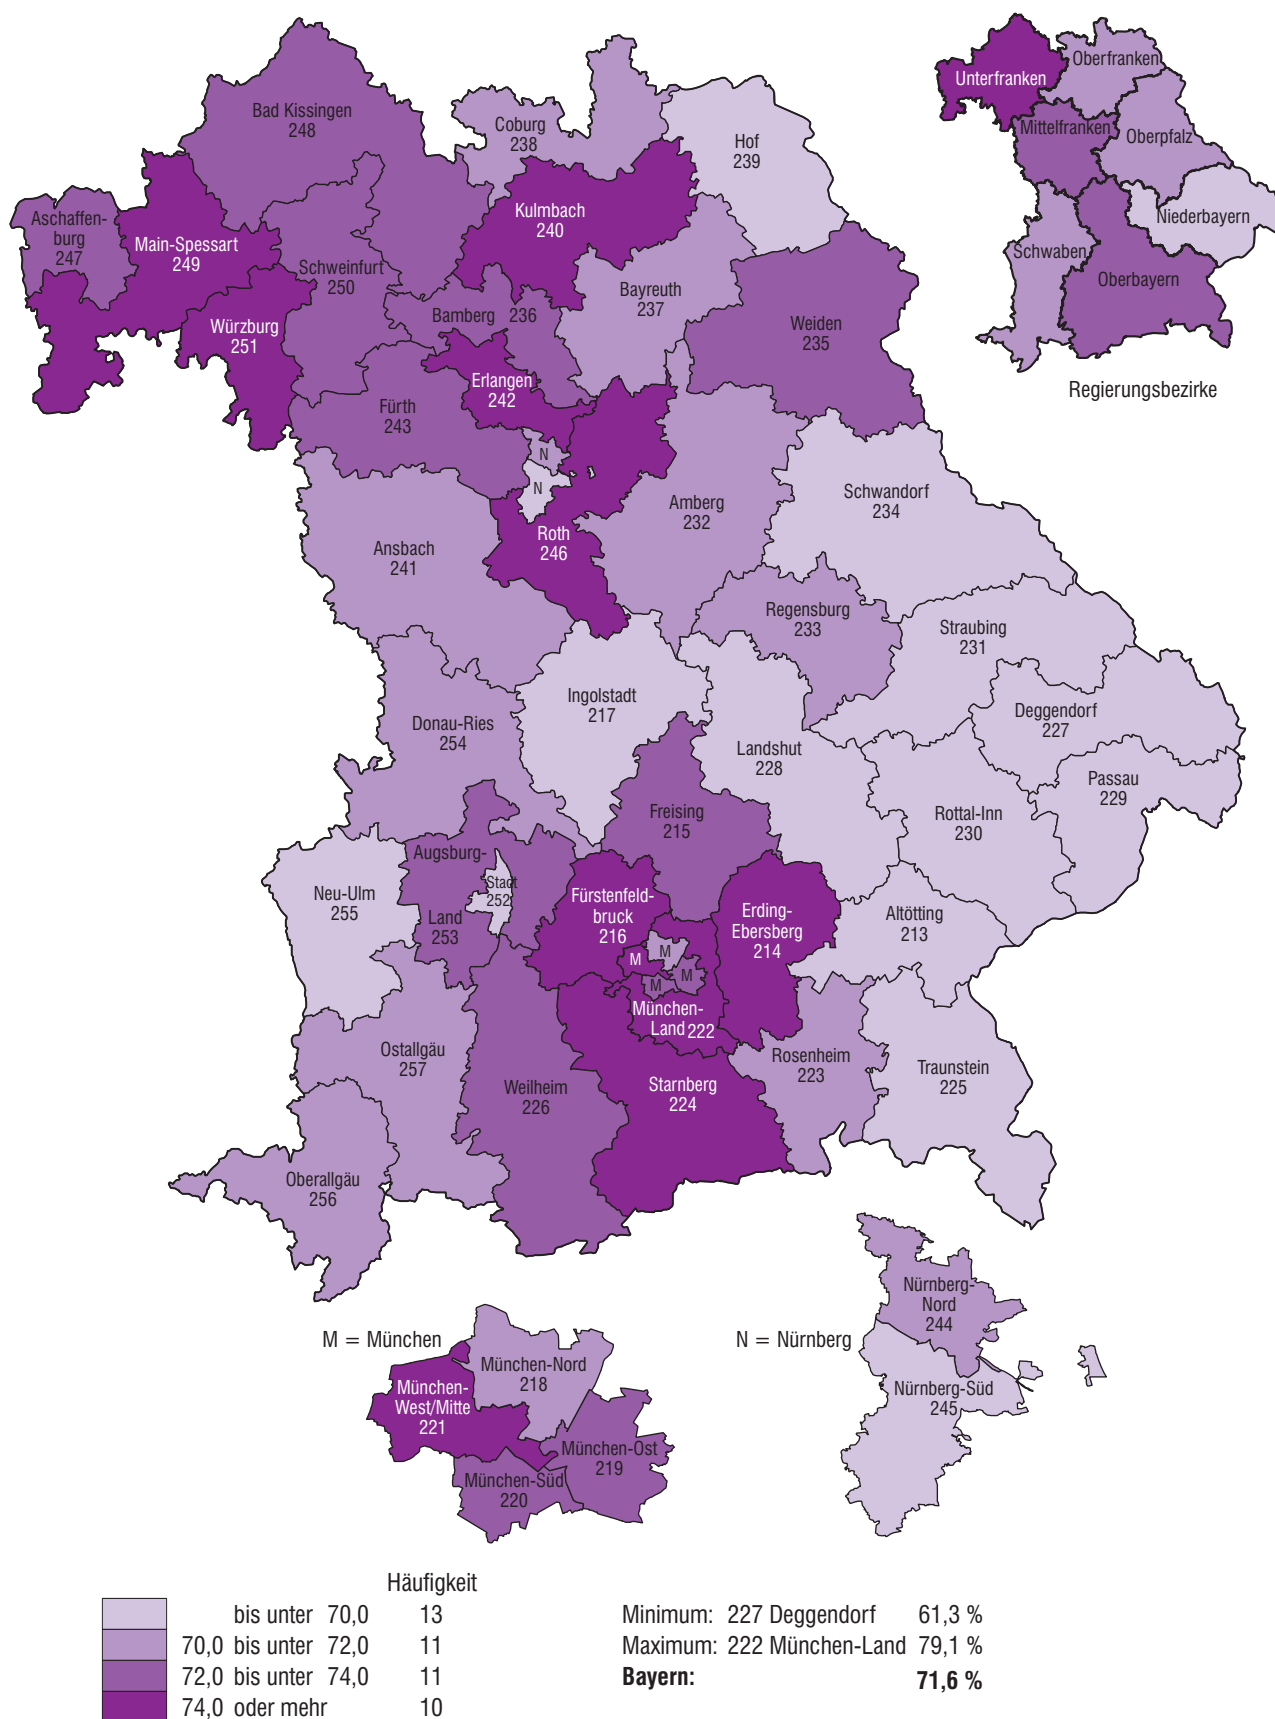 Bad Kissingen
248
Coburg
238
Hof
239
Unterfranken
Oberfranken
Mittelfranken
Oberpfalz
Niederbayern
Schwaben
Oberbayern
Regierungsbezirke
Aschaffen-
burg
247
Main-Spessart
249
Kulmbach
240
Schweinfurt
250
Würzburg
251
Bamberg 236
Bayreuth
237
Weiden
235
Erlangen
242
Fürth
243
N
N
Schwandorf
234
Amberg
232
Roth
246
Ansbach
241
Regensburg
233
Straubing
231
Ingolstadt
217
Deggendorf
227
Donau-Ries
254
Landshut
228
Passau
229
Freising
215
Rottal-Inn
230
Augsburg-
Stadt
252
Land
253
Neu-Ulm
255
Fürstenfeld-
bruck
216
Erding-
Ebersberg
214
Altötting
213
M
M
M
M
München-
Land 222
Ostallgäu
257
Rosenheim
223
Traunstein
225
Weilheim
226
Starnberg
224
Oberallgäu
256
M = München
München-Nord
218
München-
West/Mitte
221
München-Ost
219
München-Süd
220
N = Nürnberg
Nürnberg-
Nord
244
Nürnberg-Süd
245
Häufigkeit
bis unter 70,0 13
70,0 bis unter 72,0 11
72,0 bis unter 74,0 11
74,0 oder mehr 10
Minimum: 227 Deggendorf 61,3 %
Maximum: 222 München-Land 79,1 %
Bayern: 71,6 %